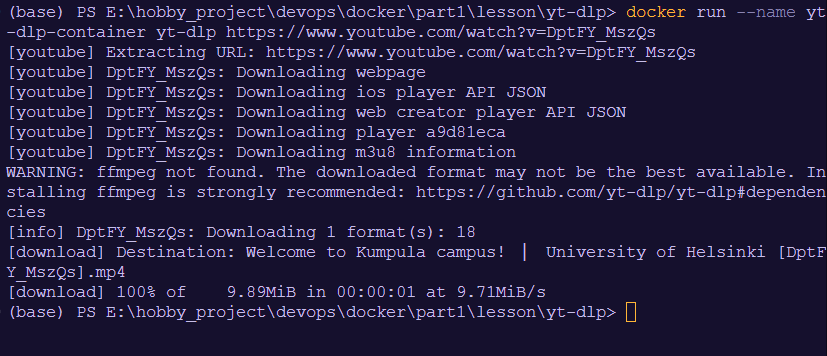 (base) PS E:\hobby_project\devops\docker\part1\lesson\yt-dlp> docker run --name yt
-dlp-container yt-dlp https://www.youtube.com/watch?v=DptFY_MszQs
[youtube] Extracting URL: https://www.youtube.com/watch?v=DptFY_MszQs
[youtube] DptFY_MszQs: Downloading webpage
[youtube] DptFY_MszQs: Downloading ios player API JSON
[youtube] DptFY_MszQs: Downloading web creator player API JSON
[youtube] DptFY_MszQs: Downloading player a9d81eca
[youtube] DptFY_MszQs: Downloading m3u8 information
WARNING: ffmpeg not found. The downloaded format may not be the best available. In
stalling ffmpeg is strongly recommended: https://github.com/yt-dlp/yt-dlp#dependen
cies
[info] DptFY_MszQs: Downloading 1 format(s): 18
[download] Destination: Welcome to Kumpula campus! | University of Helsinki [DptF
Y_MszQs].mp4
[download] 100% of    9.89MiB in 00:00:01 at 9.71MiB/s
(base) PS E:\hobby_project\devops\docker\part1\lesson\yt-dlp>